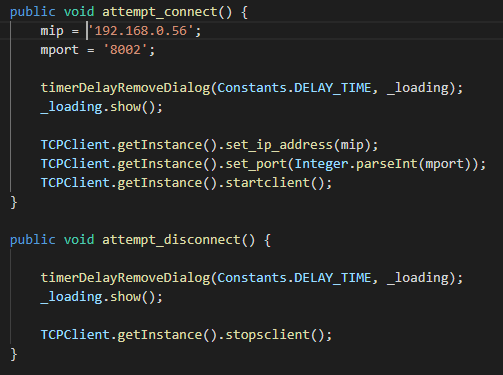 public void attempt_connect() {
    mip = '192.168.0.56';
    mport = '8002';

    timerDelayRemoveDialog(Constants.DELAY_TIME, _loading);
    _loading.show();

    TCPClient.getInstance().set_ip_address(mip);
    TCPClient.getInstance().set_port(Integer.parseInt(mport));
    TCPClient.getInstance().startclient();
}

public void attempt_disconnect() {

    timerDelayRemoveDialog(Constants.DELAY_TIME, _loading);
    _loading.show();

    TCPClient.getInstance().stopsclient();
}